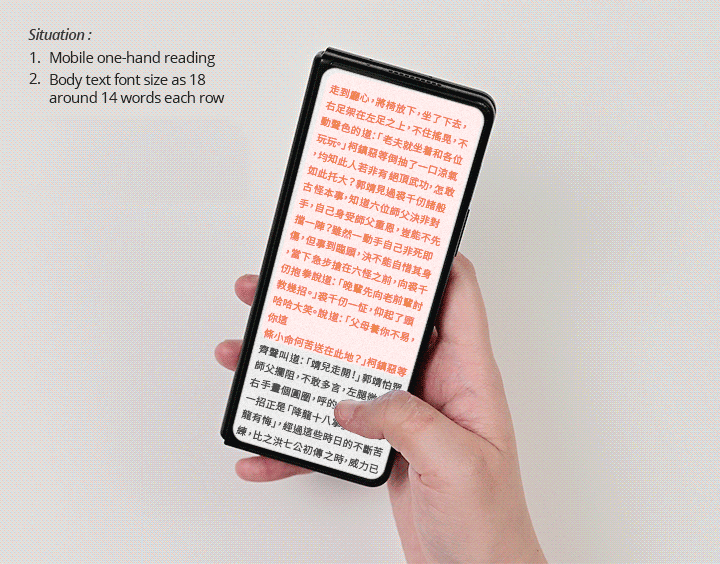 Situation :
1. Mobile one-hand reading
2. Body text font size as 18
around 14 words each row
走到廳心，將椅放下，坐了下去，
右足架在左足之上，不住搖晃，不
動聲色的道：「老夫就坐着和各位
玩玩。」柯鎮惡等倒抽了一口涼氣
，均知此人若非有絕頂武功，怎敢
如此托大？郭靖見過裘千仞諸般
古怪本事，知道六位師父決非對
手，自己身受師父重恩，豈能不先
擋一陣？雖然一動手自己非死即
傷，但事到臨頭，決不能自惜其身
，當下急步搶在六怪之前，向裘千
仞抱拳說道：「晚輩先向老前輩討
教幾招。」裘千仞一怔，仰起了頭
哈哈大笑。說道：「父母養你不易，
你這
條小命何苦送在此地？」柯鎮惡等
齊聲叫道：「靖兒走開！」郭靖怕跟
師父攔阻，不敢多言，左腿微
右手畫個圓圈，呼的
一招正是「降龍十八掌
龍有悔」，經過這些時日的不斷苦
練，比之洪七公初傳之時，威力已